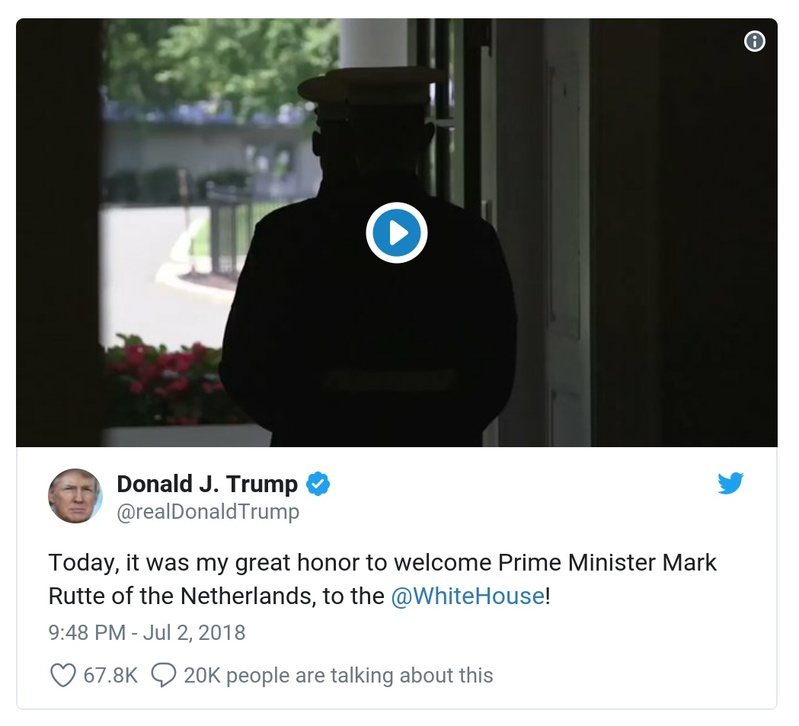 Donald J. Trump
@realDonaldTrump
Today, it was my great honor to welcome Prime Minister Mark
Rutte of the Netherlands, to the @WhiteHouse!
9:48 PM - Jul 2, 2018
67.8K 20K people are talking about this